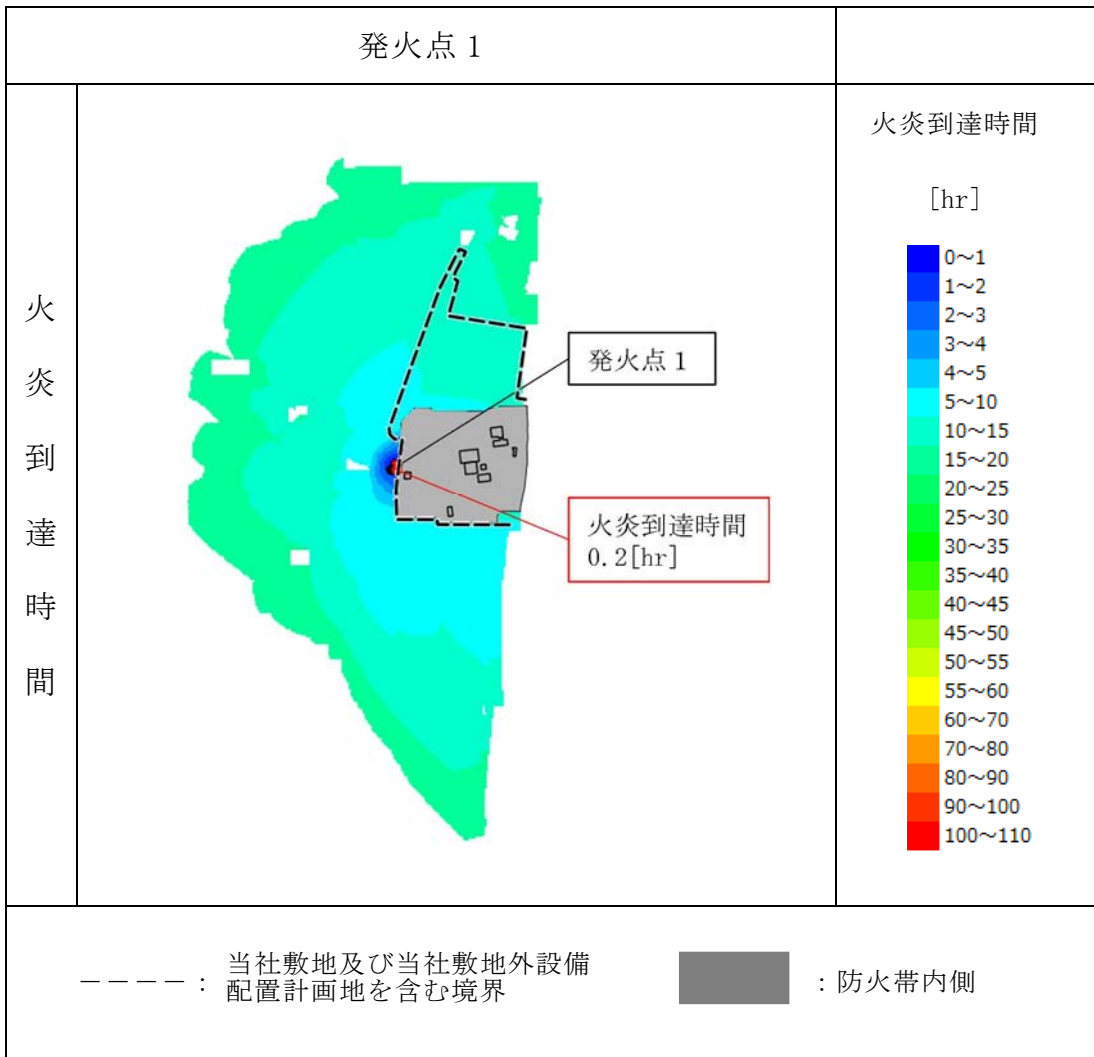 発火点 1
火炎到達時間
発火点 1
火炎到達時間
0.2[hr]
火炎到達時間
[hr]
0～1
1～2
2～3
3～4
4～5
5～10
10～15
15～20
20～25
25～30
30～35
35～40
40～45
45～50
50～55
55～60
60～70
70～80
80～90
90～100
100～110
－－－－：当社敷地及び当社敷地外設備
配置計画地を含む境界
：防火帯内側